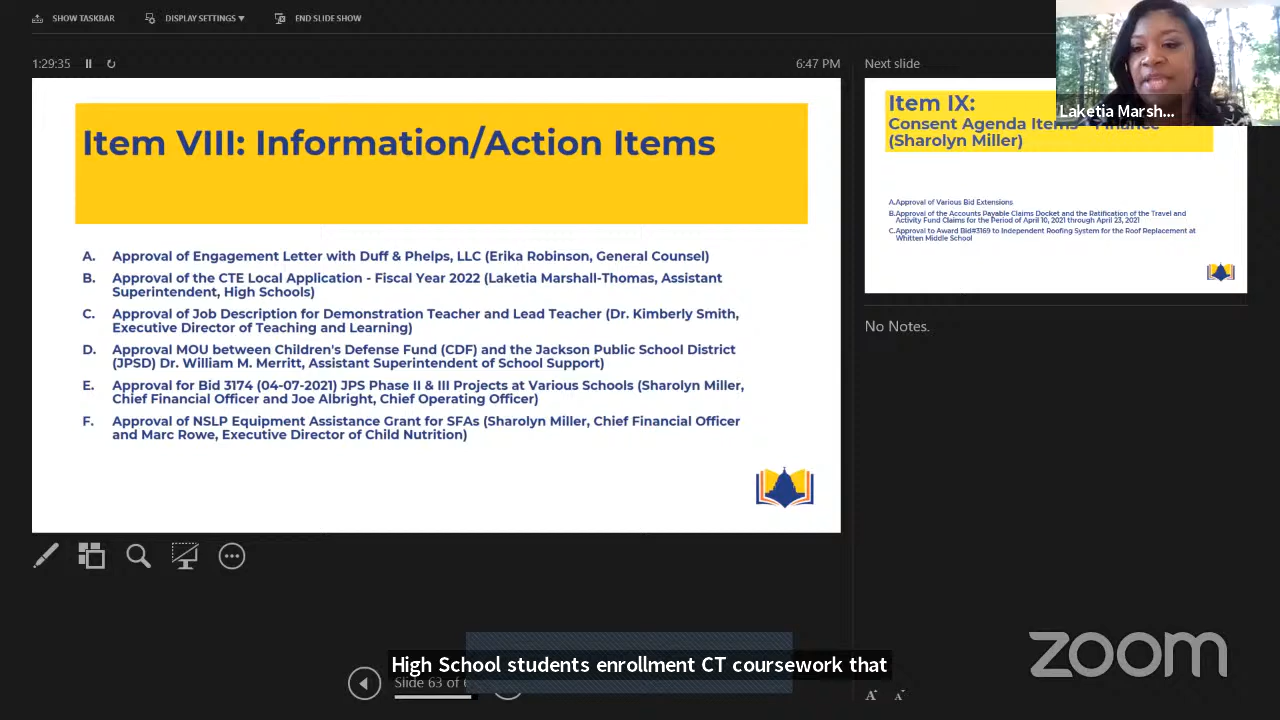 SHOW TASKBAR
DISPLAY SETTINGS
END SLIDE SHOW
1:29:35
6:47 PM
Next slide
Item VIII: Information/Action Items
A. Approval of Engagement Letter with Duff & Phelps, LLC (Erika Robinson, General Counsel)
B. Approval of the CTE Local Application - Fiscal Year 2022 (Laketia Marshall-Thomas, Assistant
Superintendent, High Schools)
C. Approval of Job Description for Demonstration Teacher and Lead Teacher (Dr. Kimberly Smith,
Executive Director of Teaching and Learning)
D. Approval MOU between Children's Defense Fund (CDF) and the Jackson Public School District
(JPSD) Dr. William M. Merritt, Assistant Superintendent of School Support)
E. Approval for Bid 3174 (04-07-2021) JPS Phase II & III Projects at Various Schools (Sharolyn Miller,
Chief Financial Officer and Joe Albright, Chief Operating Officer)
F. Approval of NSLP Equipment Assistance Grant for SFAs (Sharolyn Miller, Chief Financial Officer
and Marc Rowe, Executive Director of Child Nutrition)
Item IX:
Consent Agenda Items - Finance
(Sharolyn Miller)
A.Approval of Various Bid Extensions
B.Approval of the Accounts Payable Claims Docket and the Ratification of the Travel and
Activity Fund Claims for the Period of April 10, 2021 through April 23, 2021
C.Approval to Award Bid#3169 to Independent Roofing System for the Roof Replacement at
Whitten Middle School
Laketia Marsh...
No Notes.
High School students enrollment CT coursework that
Slide 63 of
zoom
A A